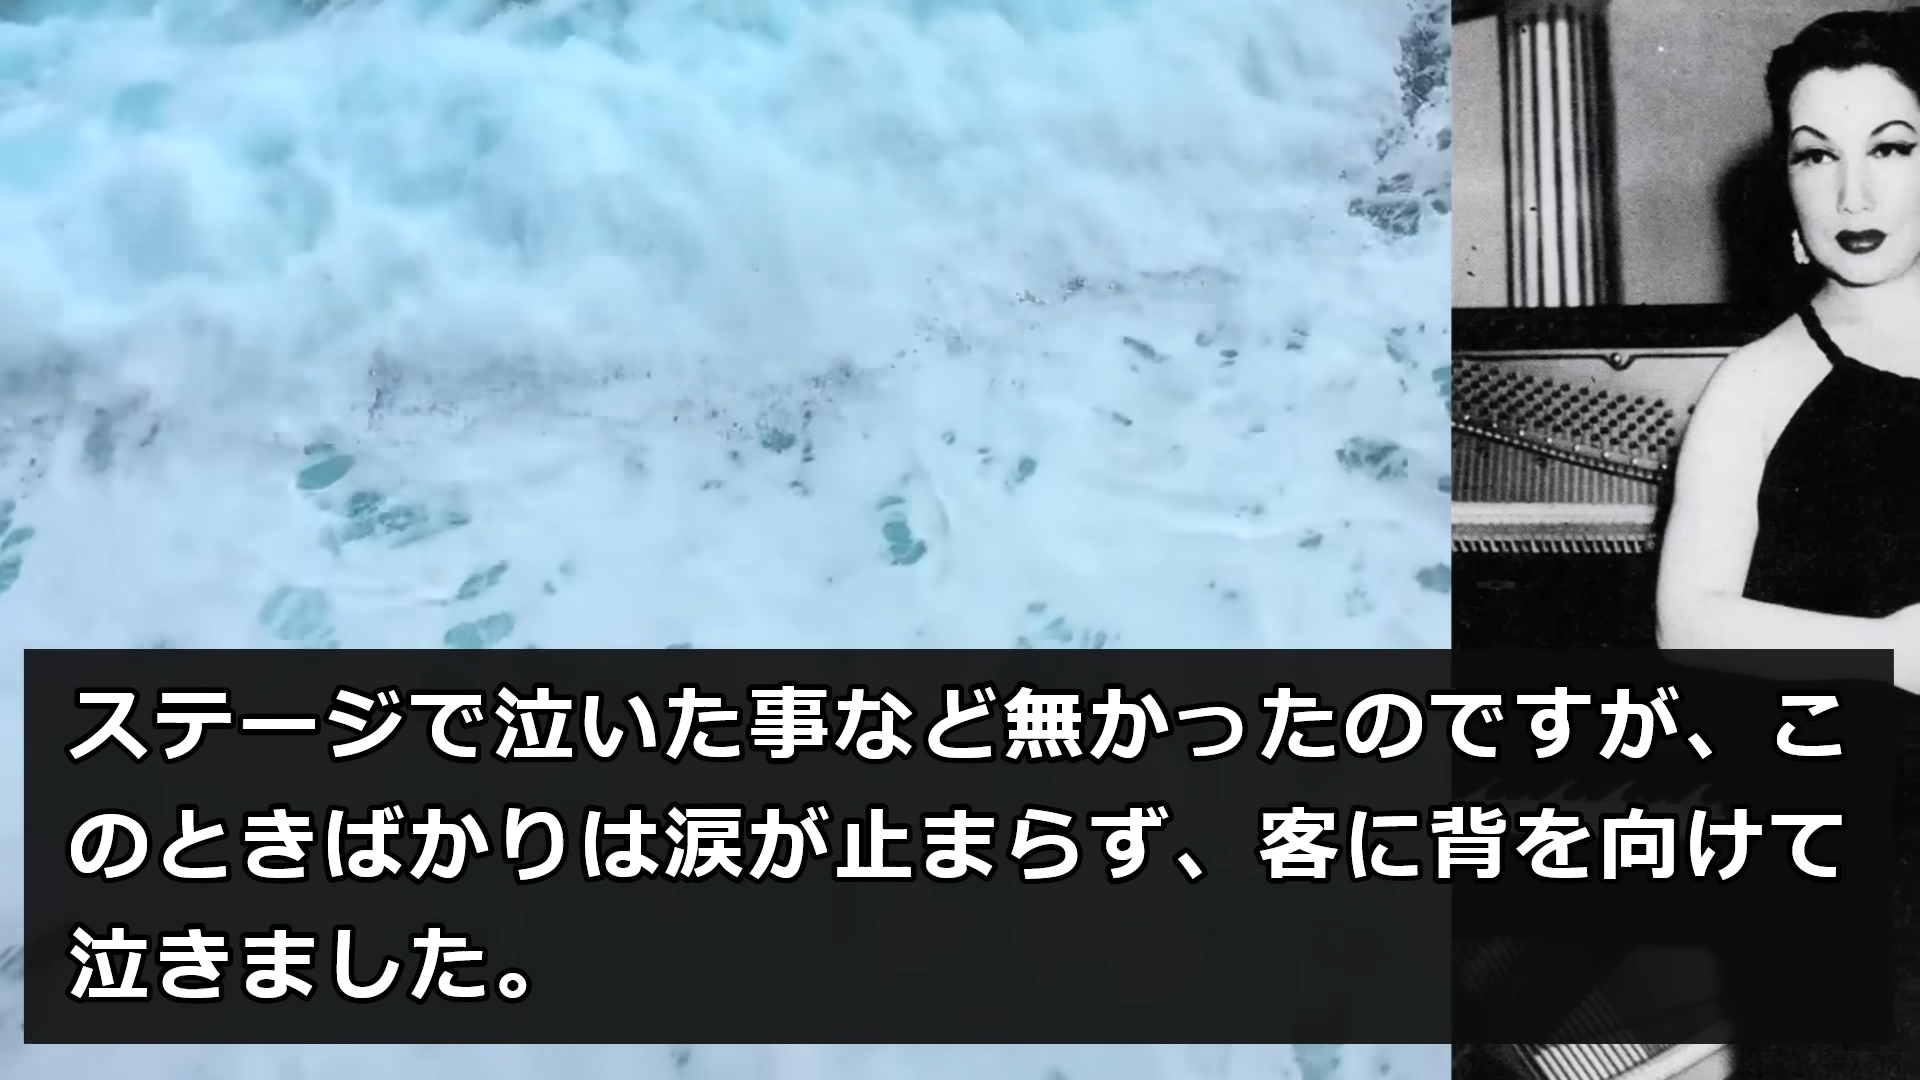 ステージで泣いた事など無かったのですが、こ
のときばかりは涙が止まらず、客に背を向けて
泣きました。